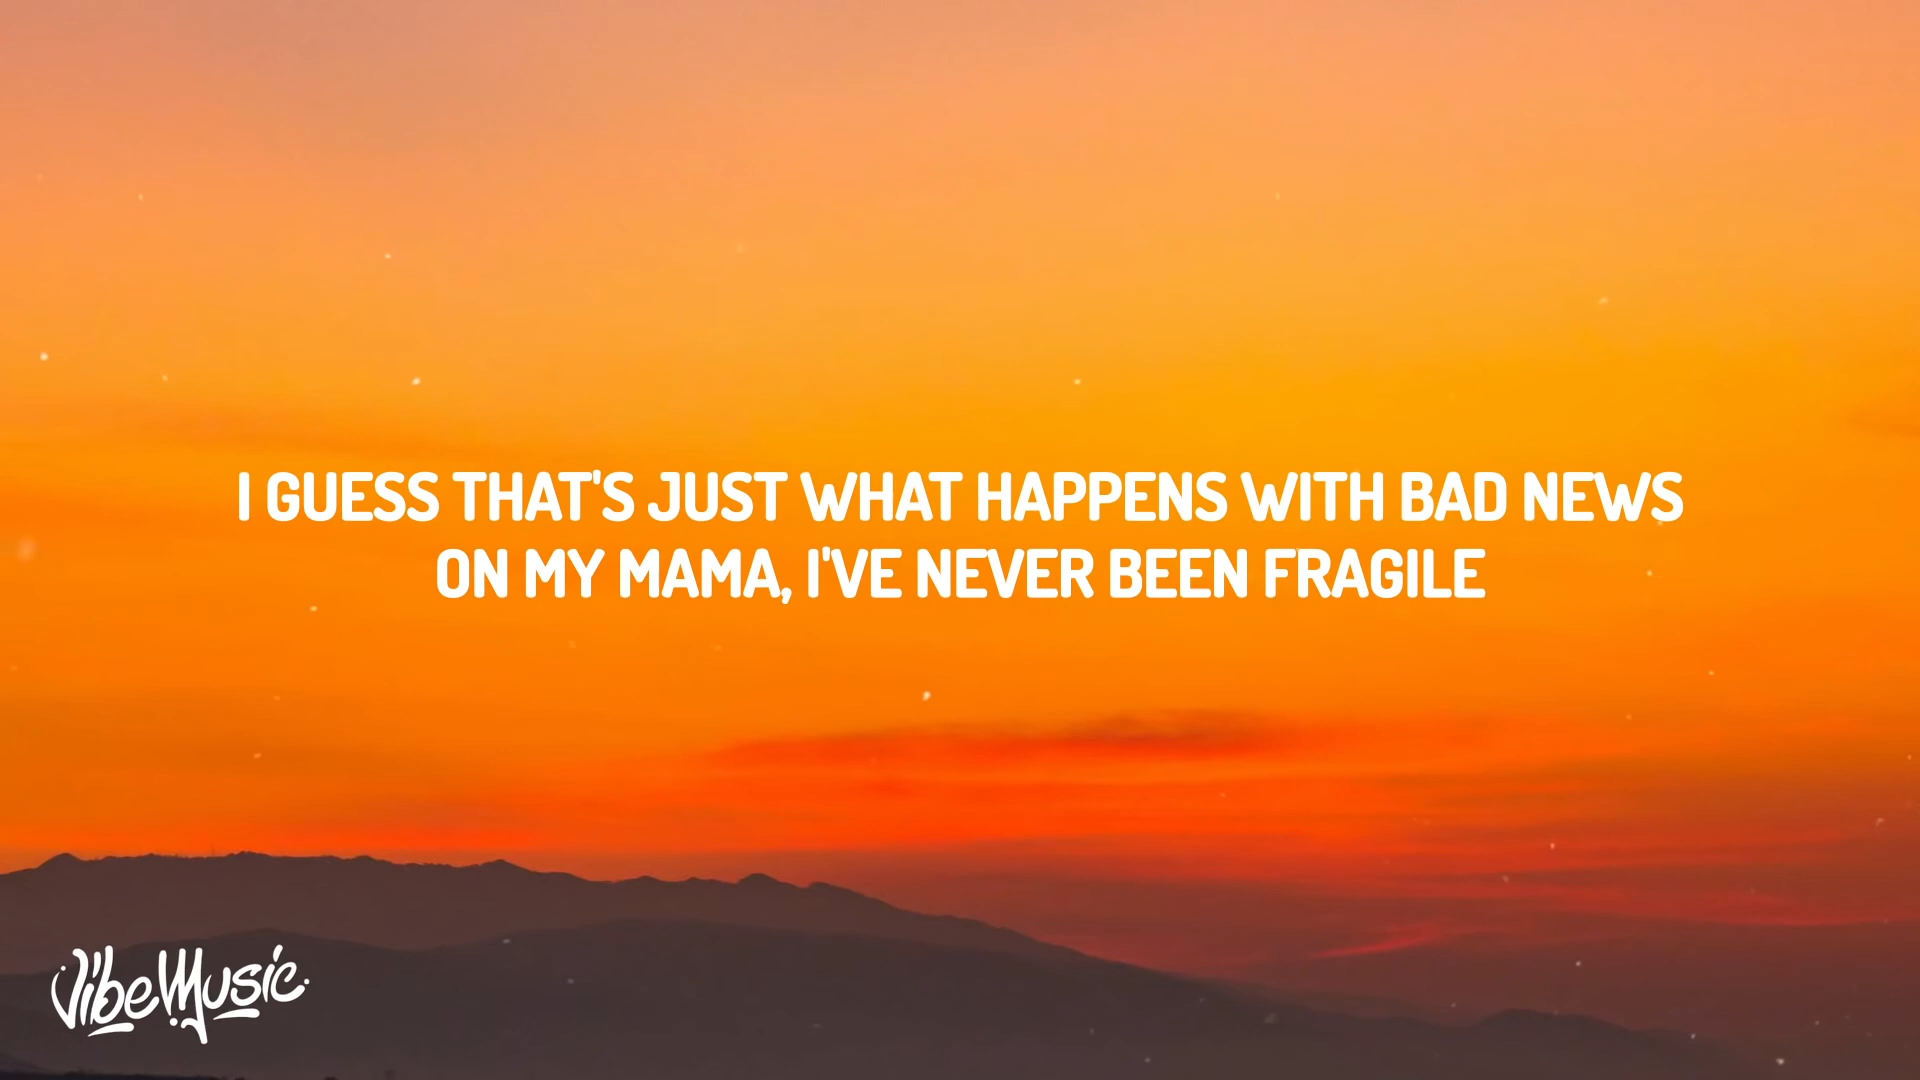 I GUESS THAT'S JUST WHAT HAPPENS WITH BAD NEWS
ON MY MAMA, I'VE NEVER BEEN FRAGILE
VibeMusic